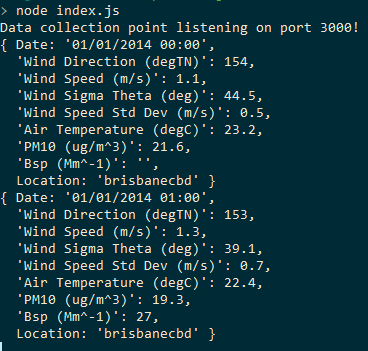 > node index.js
Data collection point listening on port 3000!
{ Date: '01/01/2014 00:00',
'Wind Direction (degTN)': 154,
'Wind Speed (m/s)': 1.1,
'Wind Sigma Theta (deg)': 44.5,
'Wind Speed Std Dev (m/s)': 0.5,
'Air Temperature (degC)': 23.2,
'PM10 (ug/m^3)': 21.6,
'Bsp (Mm^-1)': '',
Location: 'brisbanecbd' }
{ Date: '01/01/2014 01:00',
'Wind Direction (degTN)': 153,
'Wind Speed (m/s)': 1.3,
'Wind Sigma Theta (deg)': 39.1,
'Wind Speed Std Dev (m/s)': 0.7,
'Air Temperature (degC)': 22.4,
'PM10 (ug/m^3)': 19.3,
'Bsp (Mm^-1)': 27,
Location: 'brisbanecbd' }